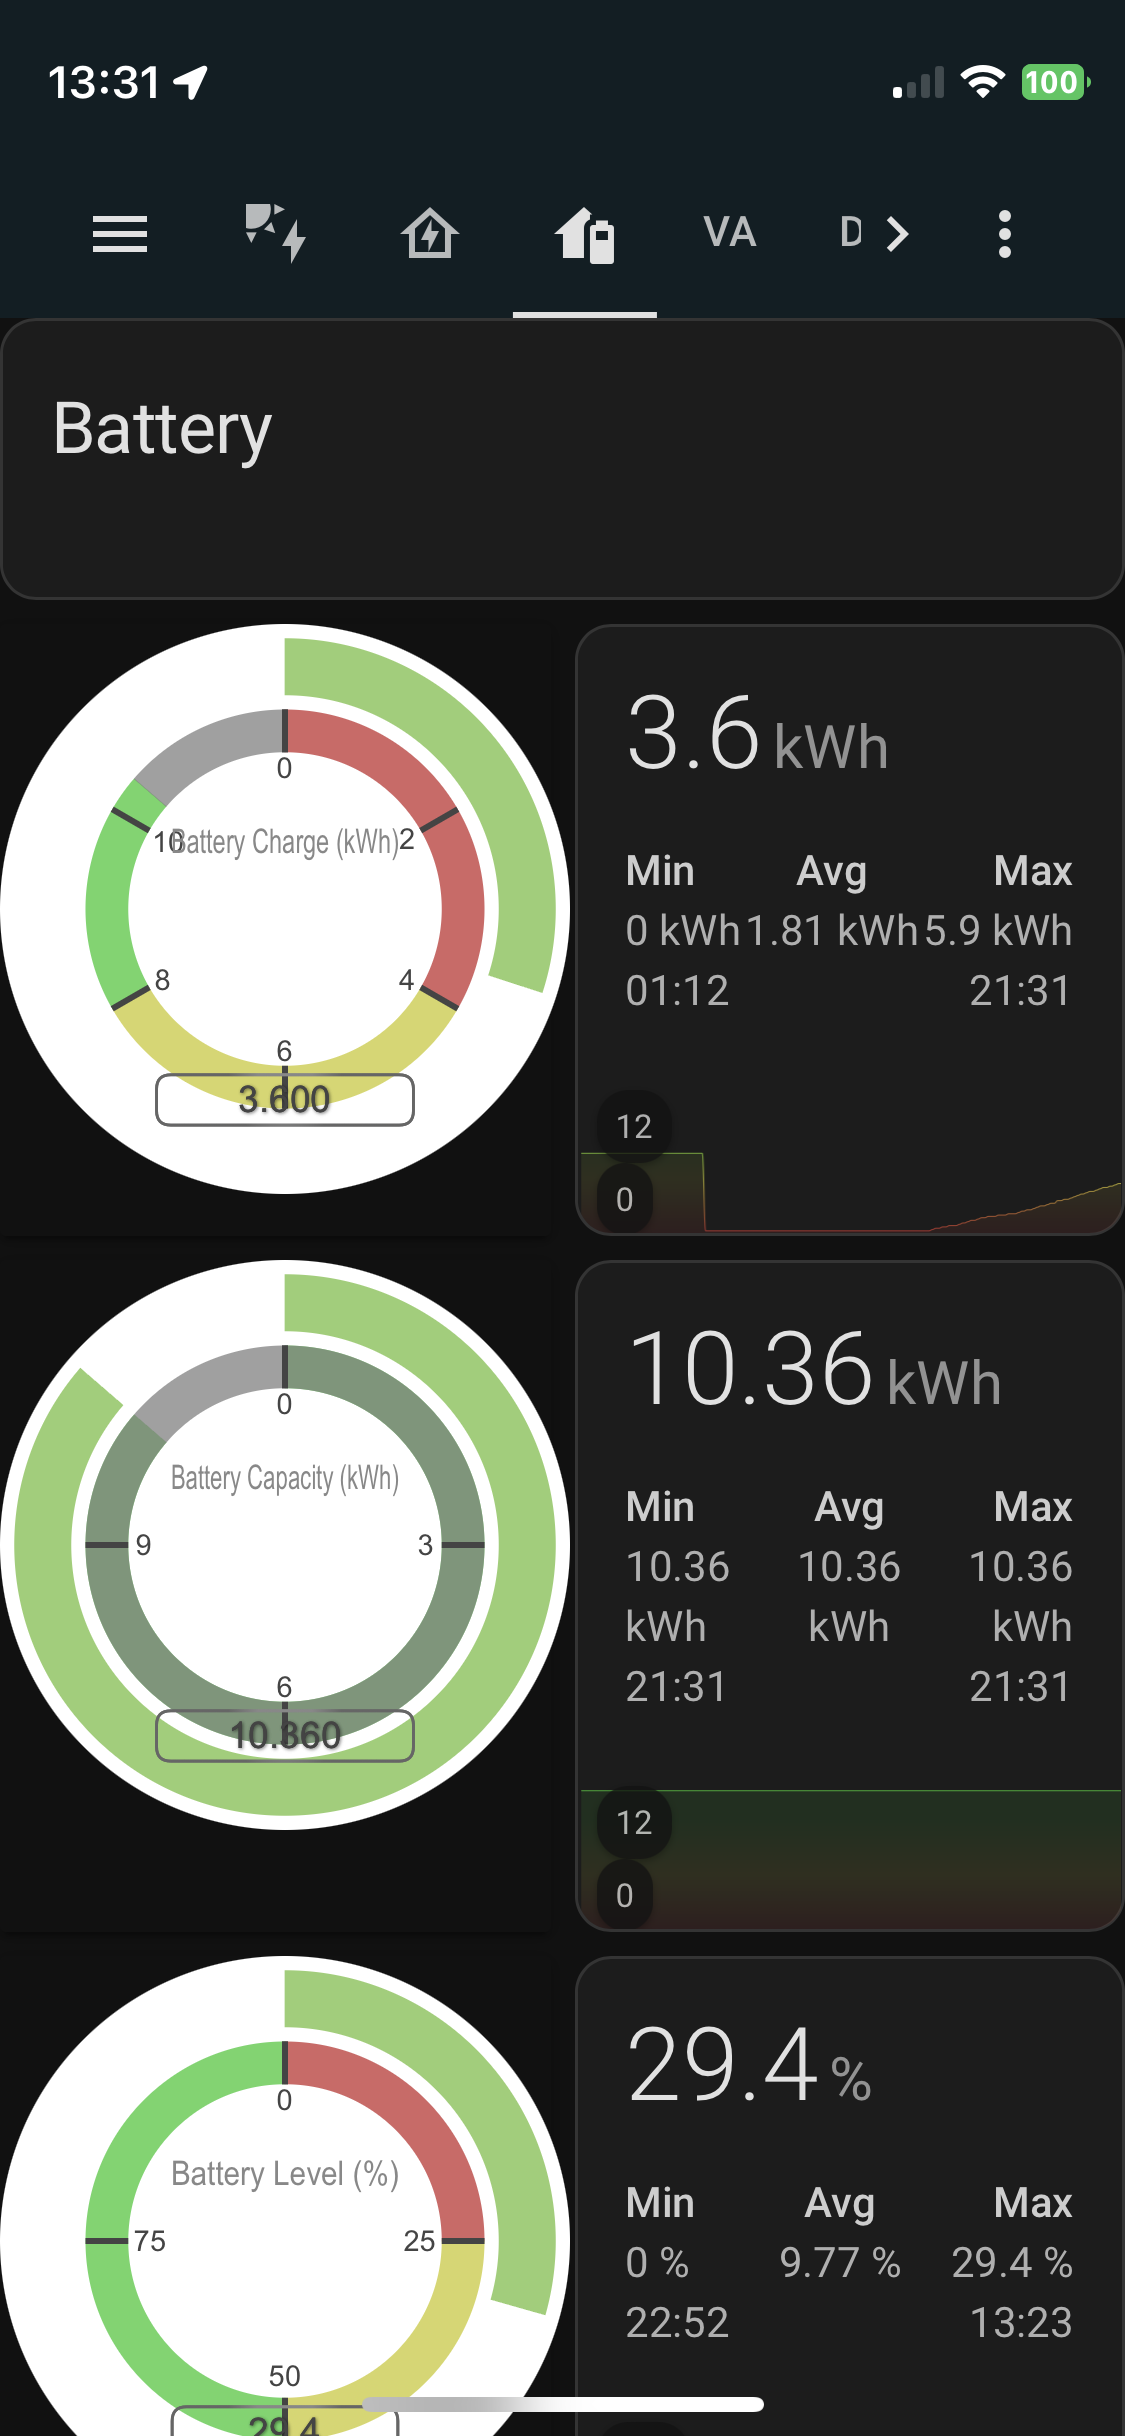 13:31
100
VA
D
Battery
0
10
Battery Charge (kWh)
2
8
4
6
3.600
3.6 kWh
Min Avg Max
0 kWh 1.81 kWh 5.9 kWh
01:12 21:31
12
0
0
Battery Capacity (kWh)
9
3
6
10.360
10.36 kWh
Min Avg Max
10.36 10.36 10.36
kWh kWh kWh
21:31 21:31
12
0
0
Battery Level (%)
75
25
50
29.4
29.4 %
Min Avg Max
0 % 9.77 % 29.4 %
22:52 13:23